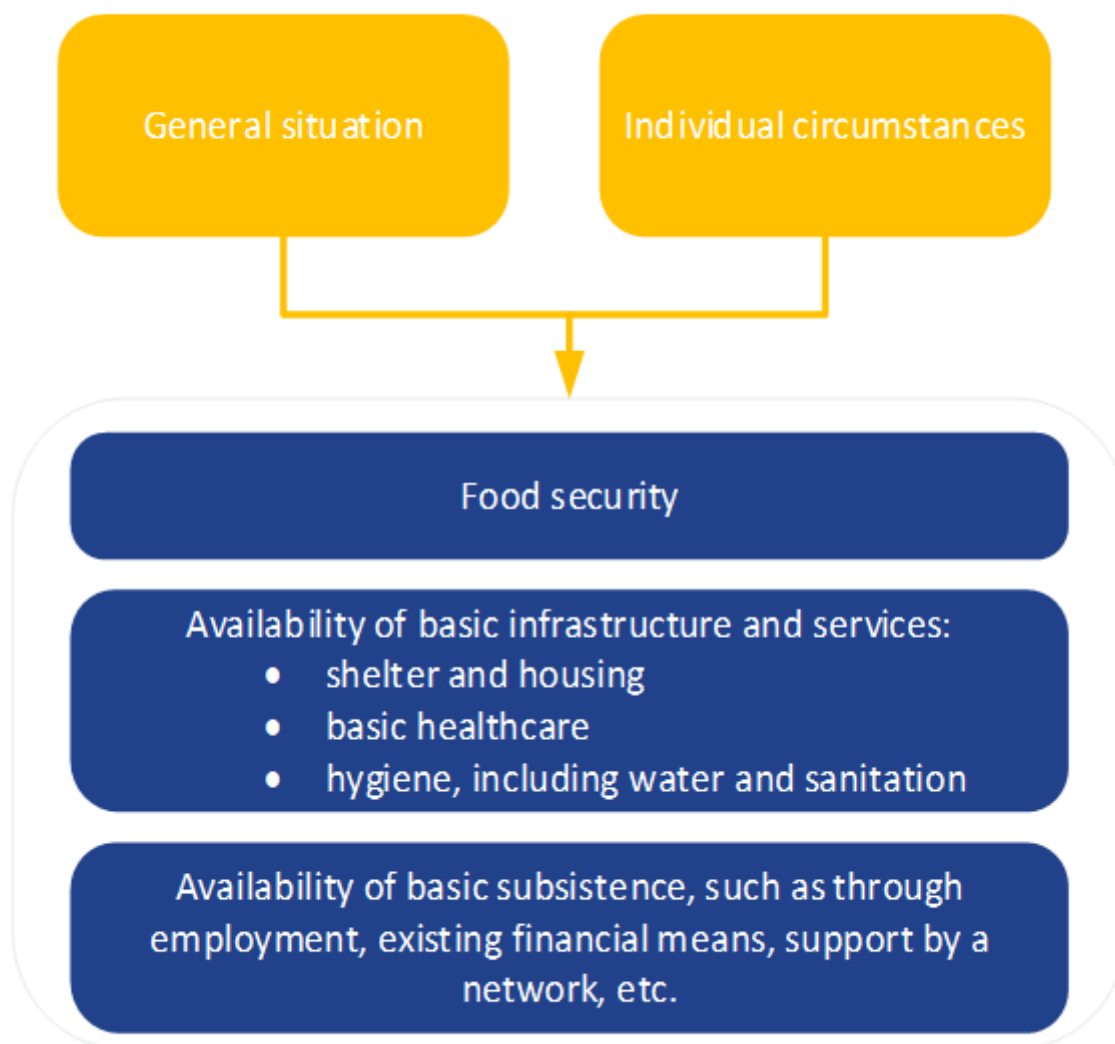 General situation
Individual circumstances
Food security
Availability of basic infrastructure and services:
• shelter and housing
• basic healthcare
• hygiene, including water and sanitation
Availability of basic subsistence, such as through
employment, existing financial means, support by a
network, etc.